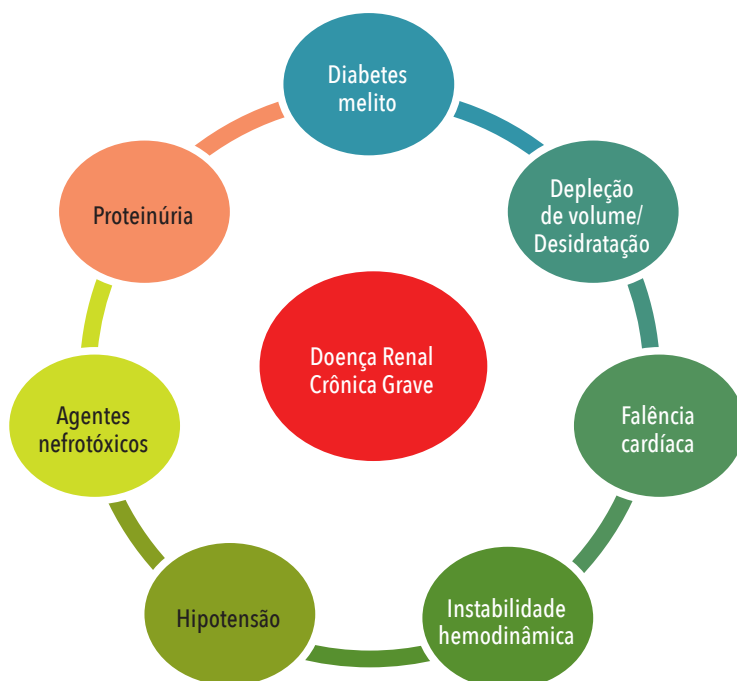 Diabetes
melito
Depleção
de volume/
Desidratação
Falência
cardíaca
Instabilidade
hemodinâmica
Hipotensão
Agentes
nefrotóxicos
Proteinúria
Doença Renal
Crônica Grave